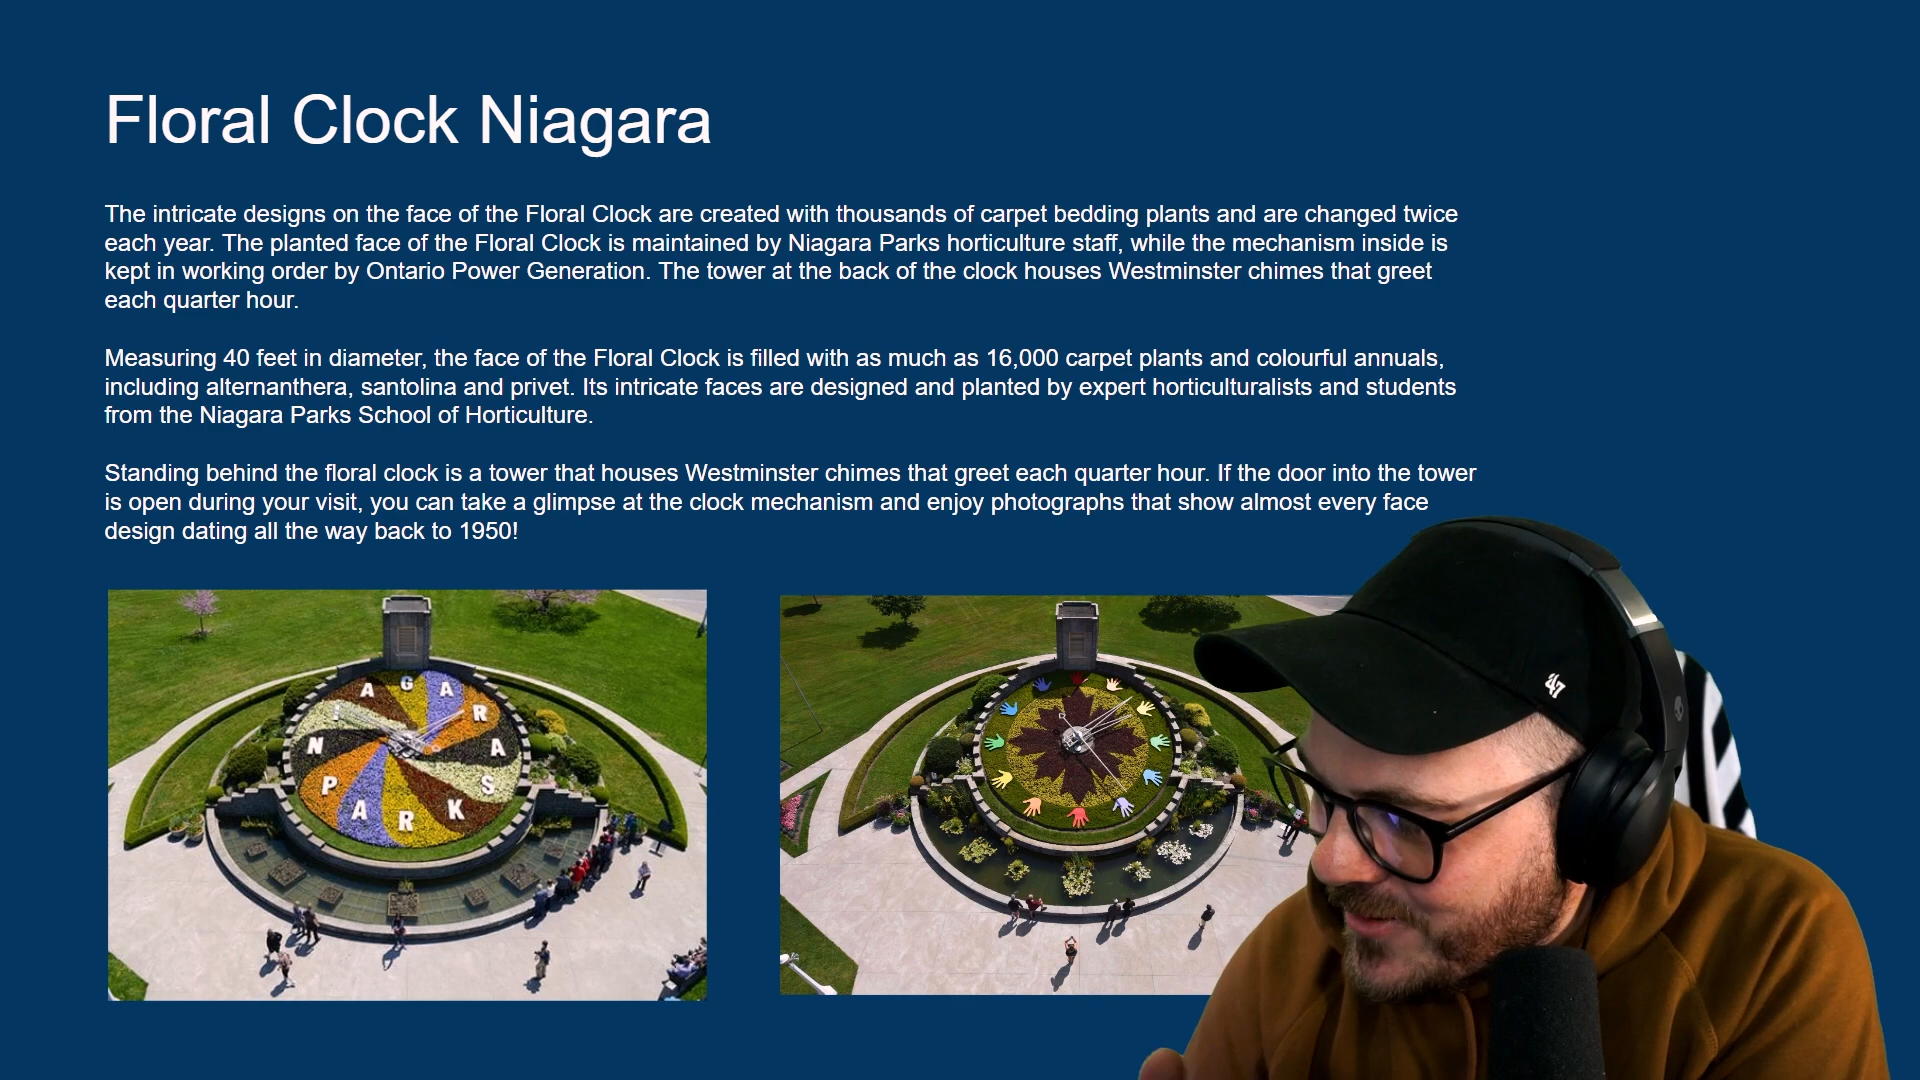 Floral Clock Niagara
The intricate designs on the face of the Floral Clock are created with thousands of carpet bedding plants and are changed twice
each year. The planted face of the Floral Clock is maintained by Niagara Parks horticulture staff, while the mechanism inside is
kept in working order by Ontario Power Generation. The tower at the back of the clock houses Westminster chimes that greet
each quarter hour.
Measuring 40 feet in diameter, the face of the Floral Clock is filled with as much as 16,000 carpet plants and colourful annuals,
including alternanthera, santolina and privet. Its intricate faces are designed and planted by expert horticulturalists and students
from the Niagara Parks School of Horticulture.
Standing behind the floral clock is a tower that houses Westminster chimes that greet each quarter hour. If the door into the tower
is open during your visit, you can take a glimpse at the clock mechanism and enjoy photographs that show almost every face
design dating all the way back to 1950!
NIAGARA
PARKS
47